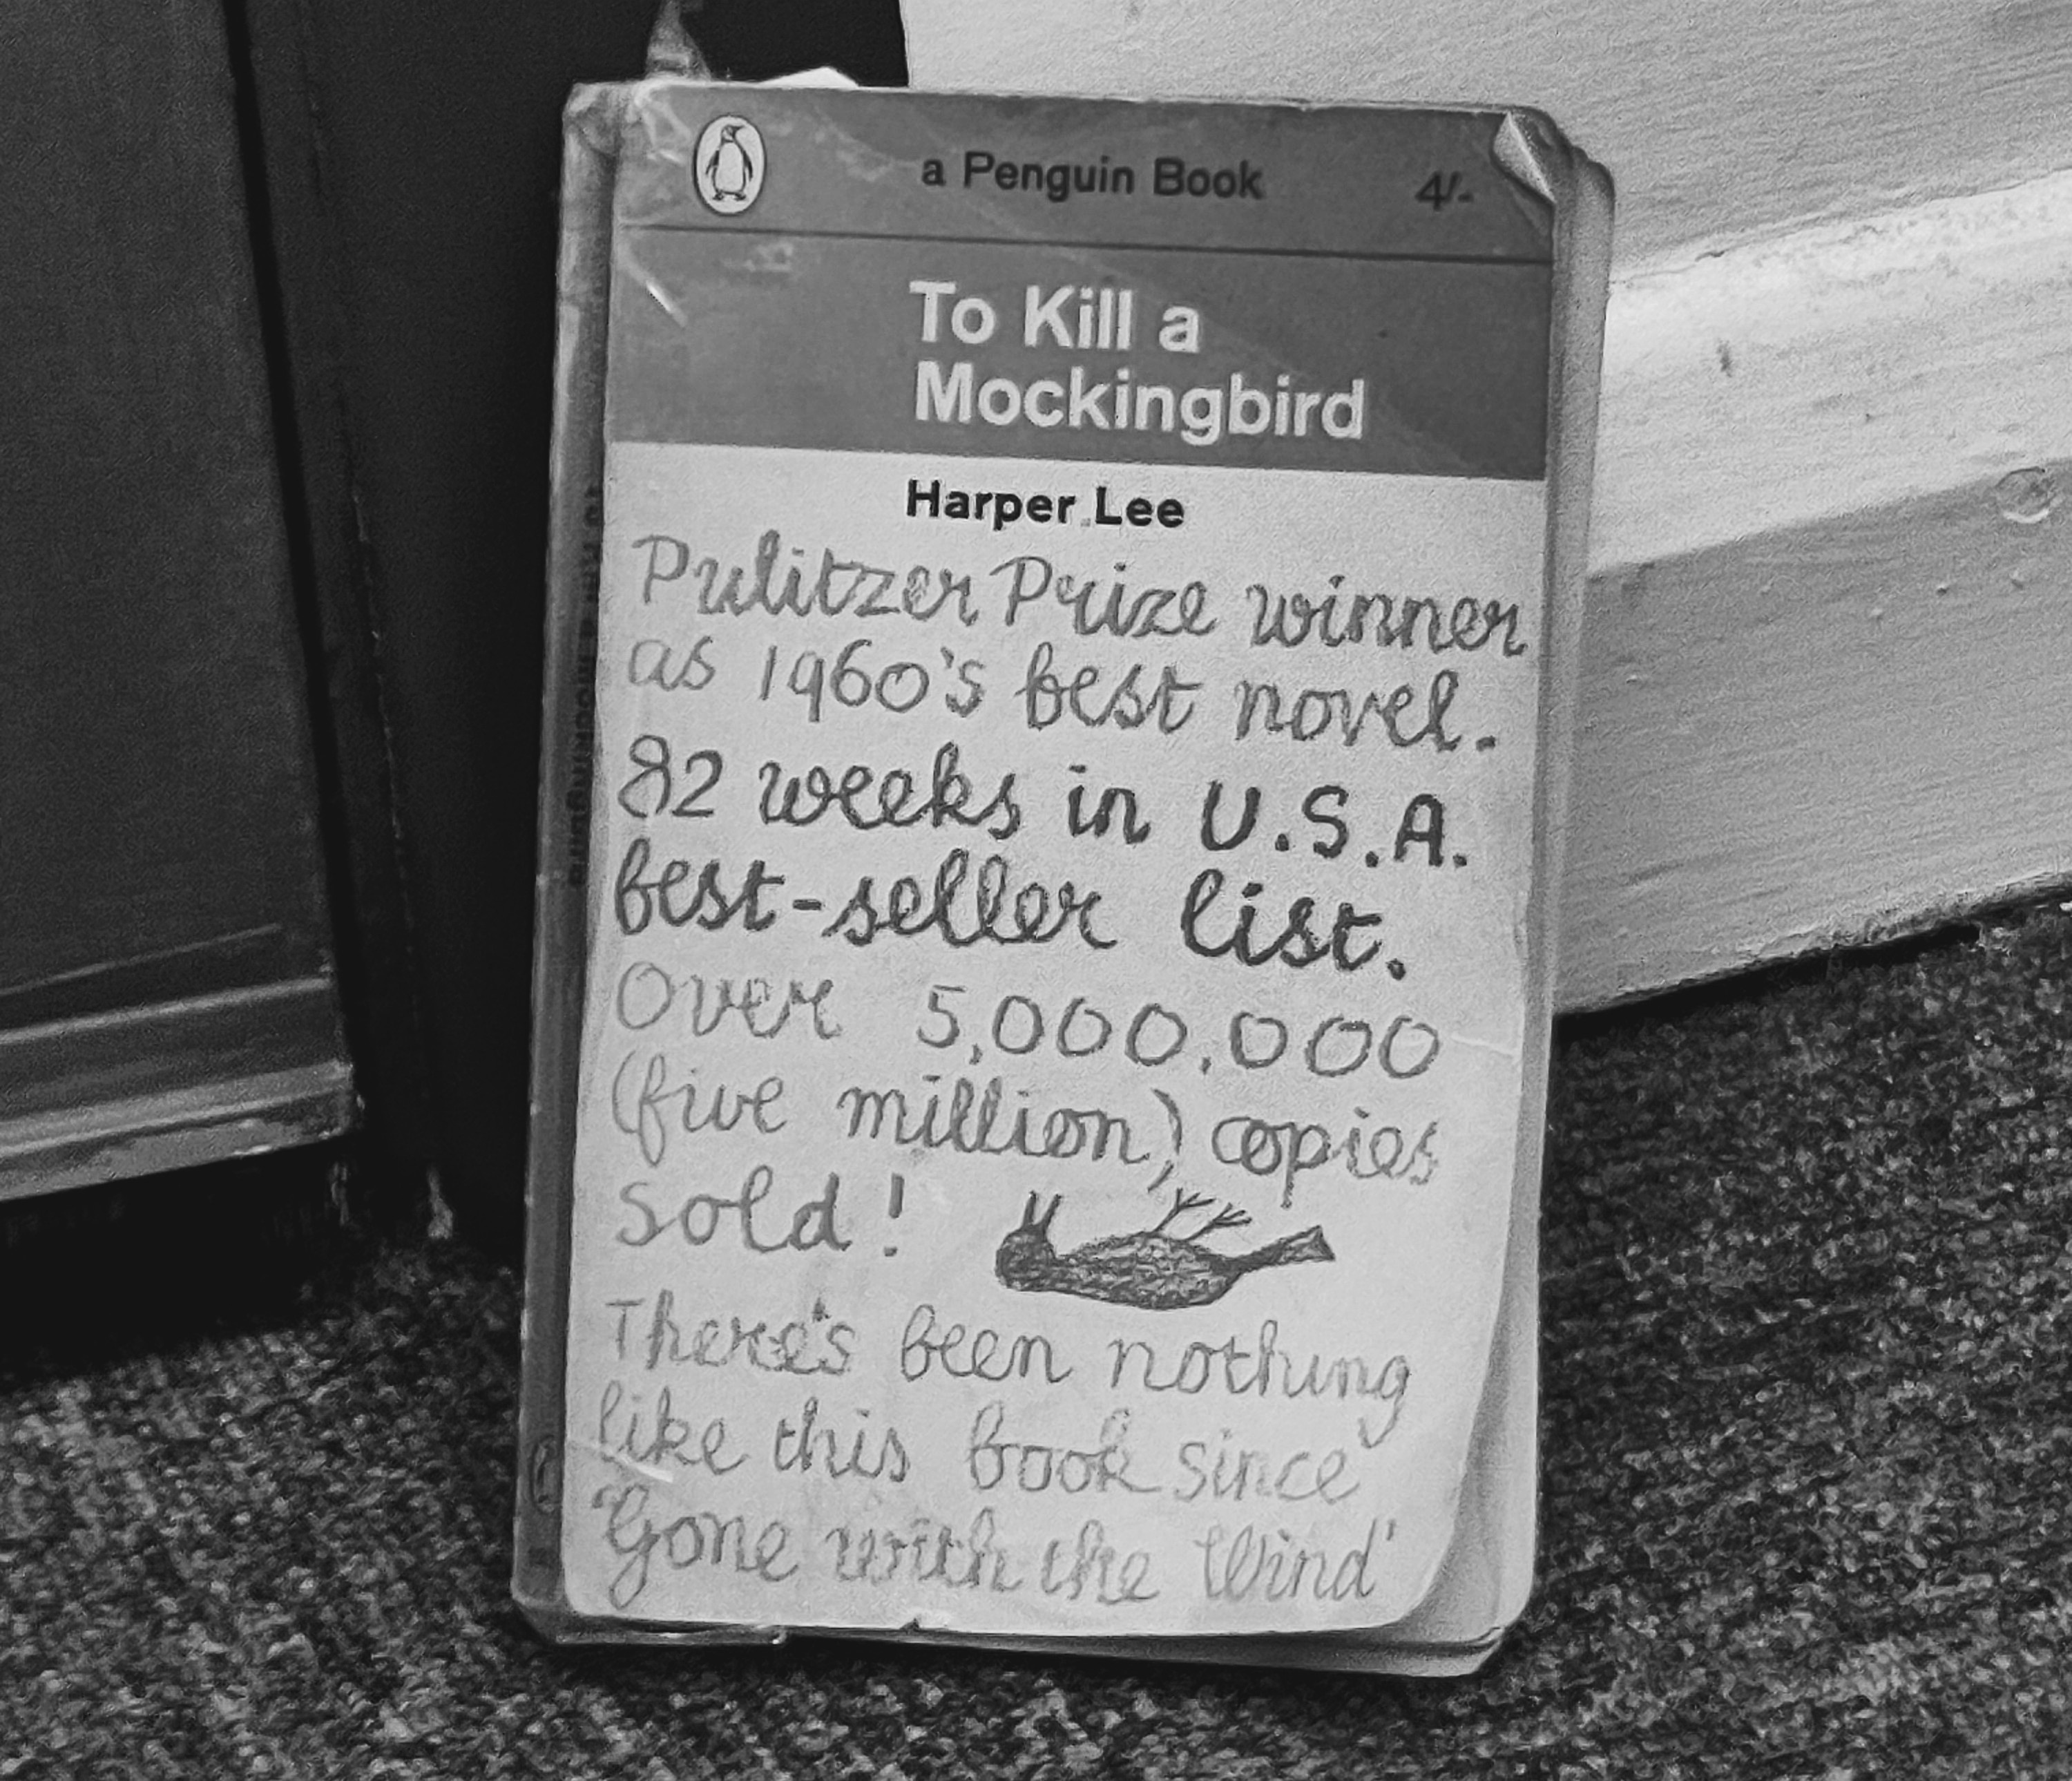 a Penguin Book 4/-
To Kill a
Mockingbird
Harper Lee
Pulitzer Prize winner
as 1960's best novel.
82 weeks in U.S.A.
best-seller list.
Over 5,000,000
(five million) copies
sold!
There's been nothing
like this book since
'Gone with the Wind'